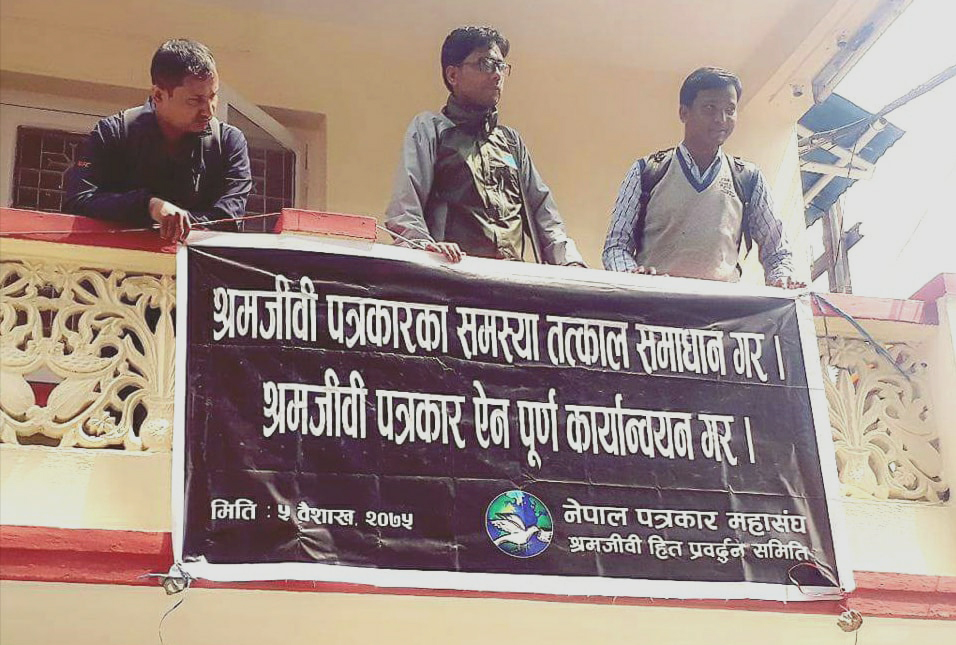 श्रमजीवी पत्रकारका समस्या तत्काल समाधान गर ।
श्रमजीवी पत्रकार ऐन पूर्ण कार्यान्वयन गर ।
मिति : ५ वैशाख, २०७५
नेपाल पत्रकार महासंघ
श्रमजीवी हित प्रवर्द्धन समिति